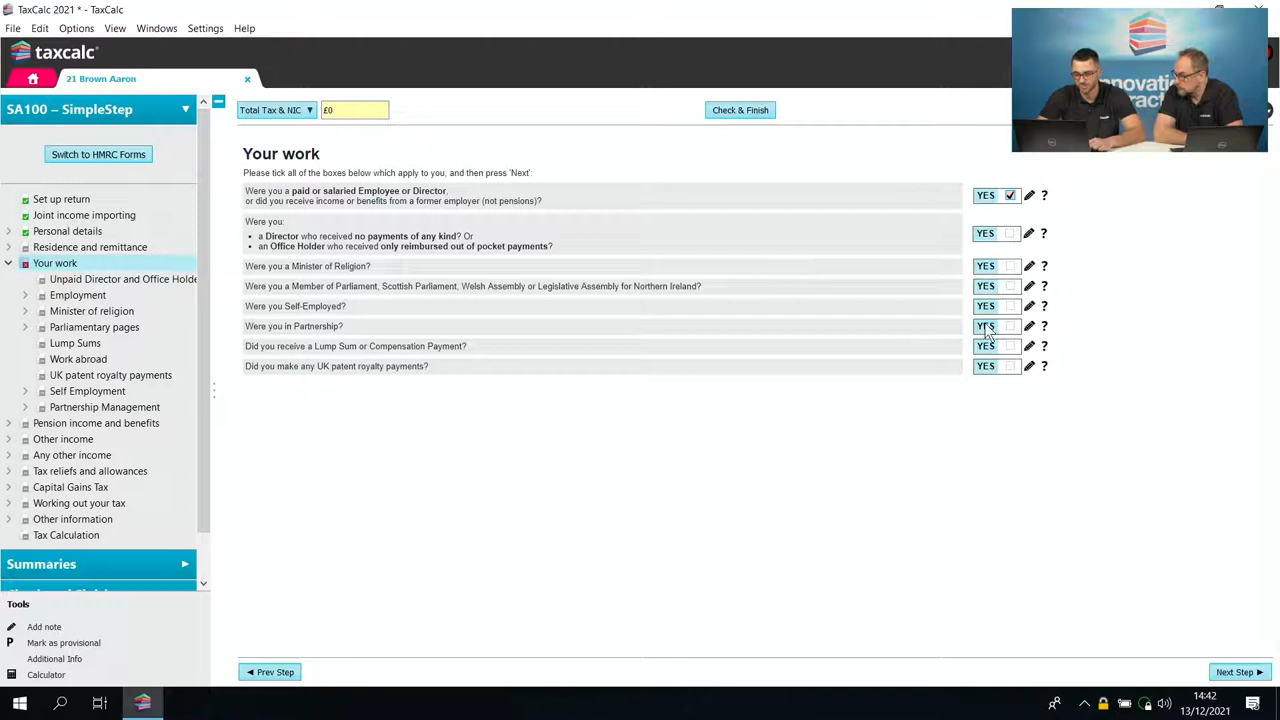 TaxCalc 2021 * - TaxCalc
File Edit Options View Windows Settings Help
taxcalc
21 Brown Aaron
SA100 – SimpleStep
Switch to HMRC Forms
Set up return
Joint income importing
Personal details
Residence and remittance
Your work
Unpaid Director and Office Holde
Employment
Minister of religion
Parliamentary pages
Lump Sums
Work abroad
UK patent royalty payments
Self Employment
Partnership Management
Pension income and benefits
Other income
Any other income
Tax reliefs and allowances
Capital Gains Tax
Working out your tax
Other information
Tax Calculation
Summaries
Tools
Add note
P Mark as provisional
Additional Info
Calculator
Total Tax & NIC £0
Check & Finish
Your work
Please tick all of the boxes below which apply to you, and then press 'Next':
Were you a paid or salaried Employee or Director,
or did you receive income or benefits from a former employer (not pensions)?
YES ?
Were you:
• a Director who received no payments of any kind? Or
• an Office Holder who received only reimbursed out of pocket payments?
YES ?
Were you a Minister of Religion? YES ?
Were you a Member of Parliament, Scottish Parliament, Welsh Assembly or Legislative Assembly for Northern Ireland? YES ?
Were you Self-Employed? YES ?
Were you in Partnership? YES ?
Did you receive a Lump Sum or Compensation Payment? YES ?
Did you make any UK patent royalty payments? YES ?
Prev Step
Next Step
14:42
13/12/2021